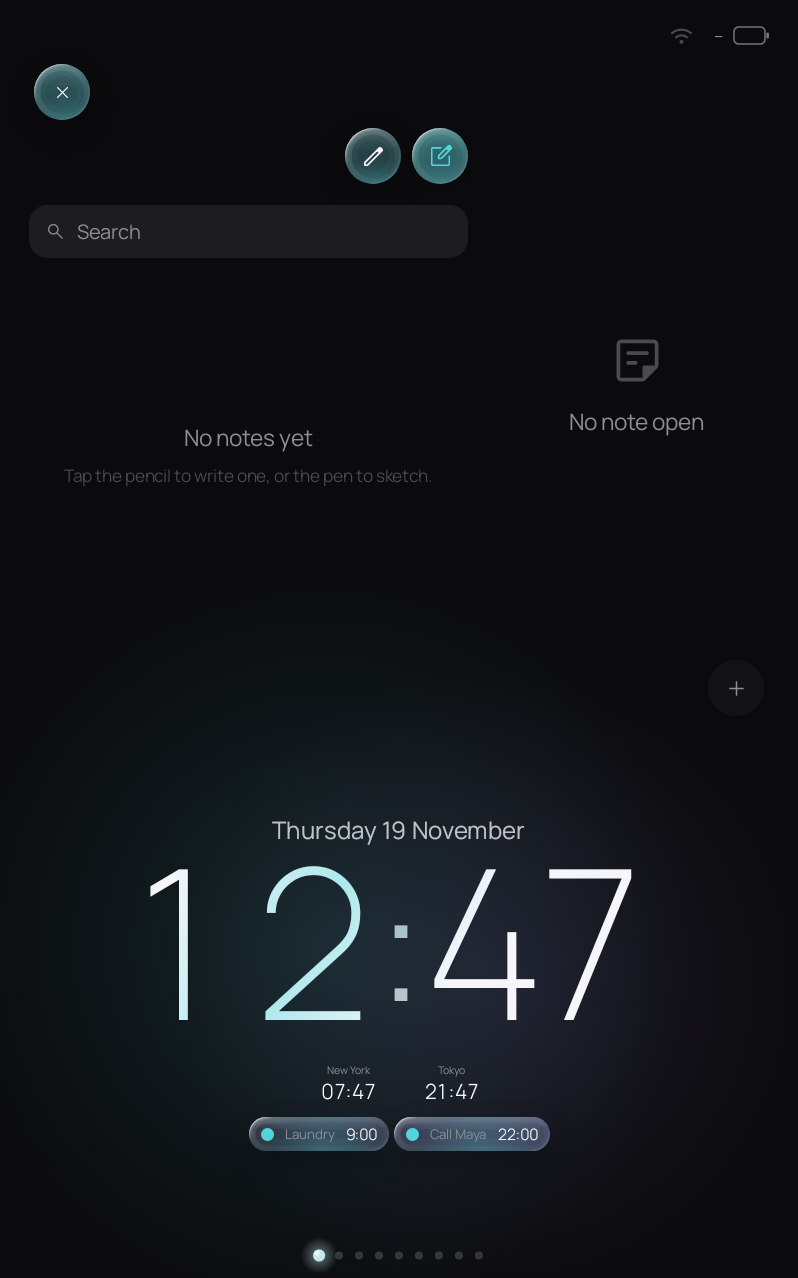 Search
No notes yet
Tap the pencil to write one, or the pen to sketch.
No note open
Thursday 19 November
12:47
New York
07:47
Tokyo
21:47
Laundry 9:00
Call Maya 22:00